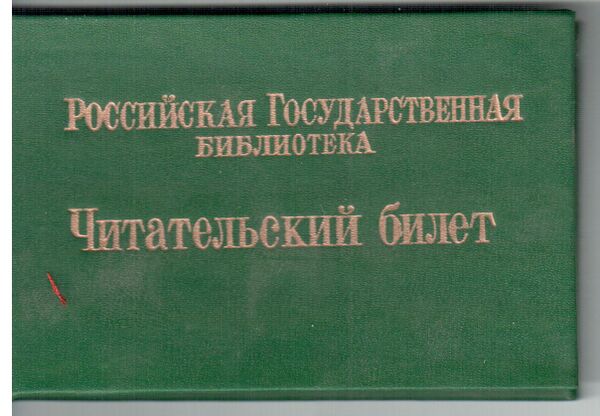 Российская Государственная
библиотека
Читательский билет